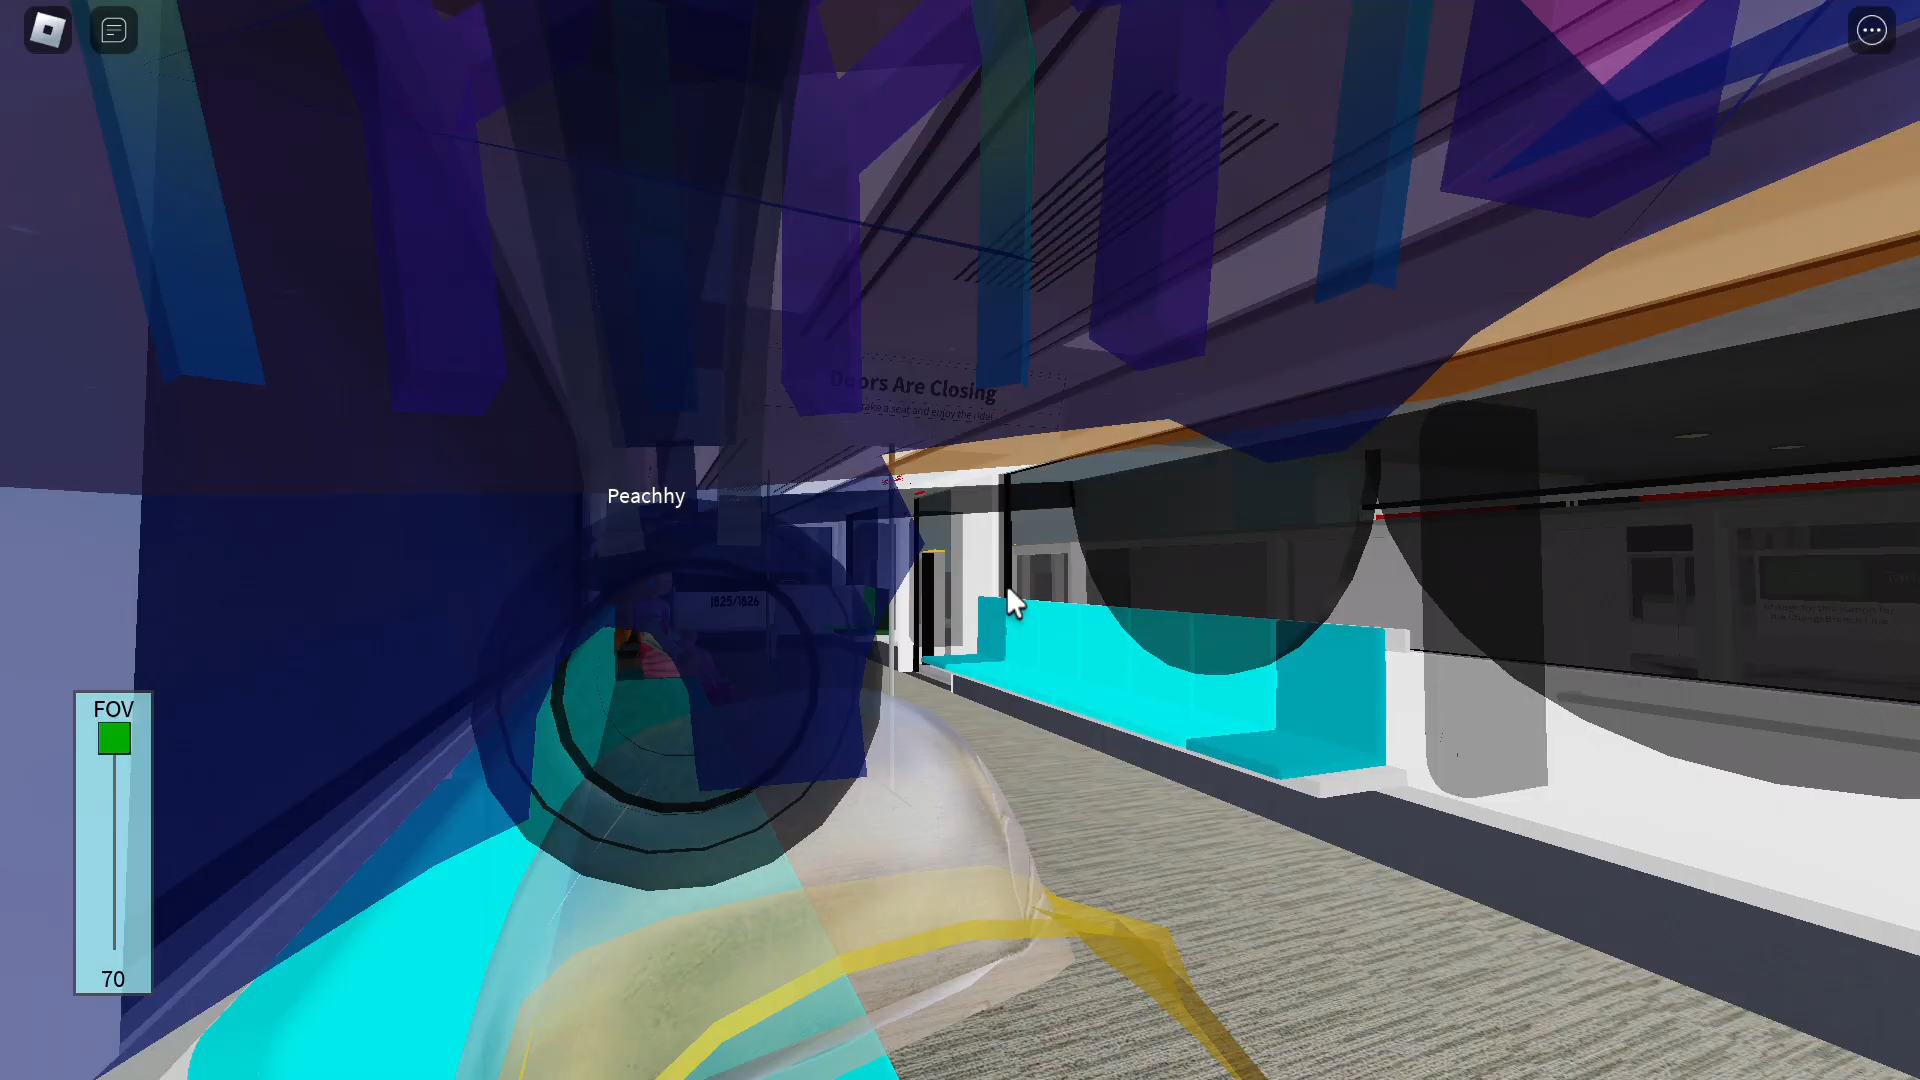 Doors Are Closing
take a seat and enjoy the ride!
Peachhy
1825/1826
FOV
70